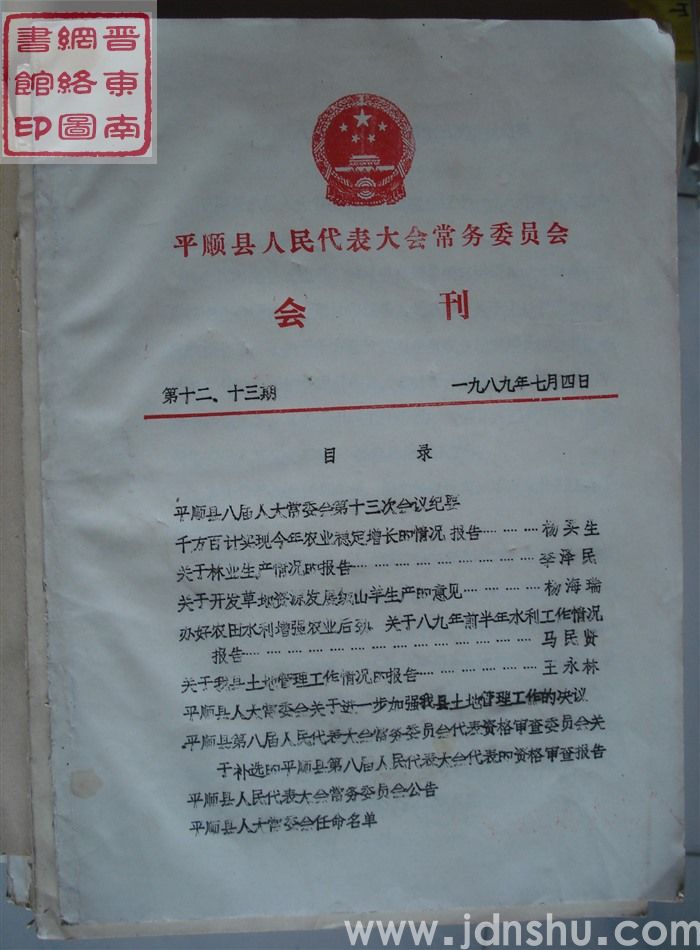 晋东南
網絡圖
書館印
平顺县人民代表大会常务委员会
会 刊
第十二、十三期 一九八九年七月四日
目 录
平顺县八届人大常委会第十三次会议纪要
千方百计实现今年农业稳定增长的情况 报告………… 杨买生
关于林业生产情况的报告………………………… 李泽民
关于开发草地资源发展绒山羊生产的意见………… 杨海瑞
办好农田水利增强农业后劲 关于八九年前半年水利工作情况
报告………………………………………… 马民贤
关于我县土地管理工作情况的报告………………… 王永林
平顺县人大常委会关于进一步加强我县土地管理工作的决议
平顺县第八届人民代表大会常务委员会代表资格审查委员会关
于补选的平顺县第八届人民代表大会代表的资格审查报告
平顺县人民代表大会常务委员会公告
平顺县人大常委会任命名单
www.jdnshu.com